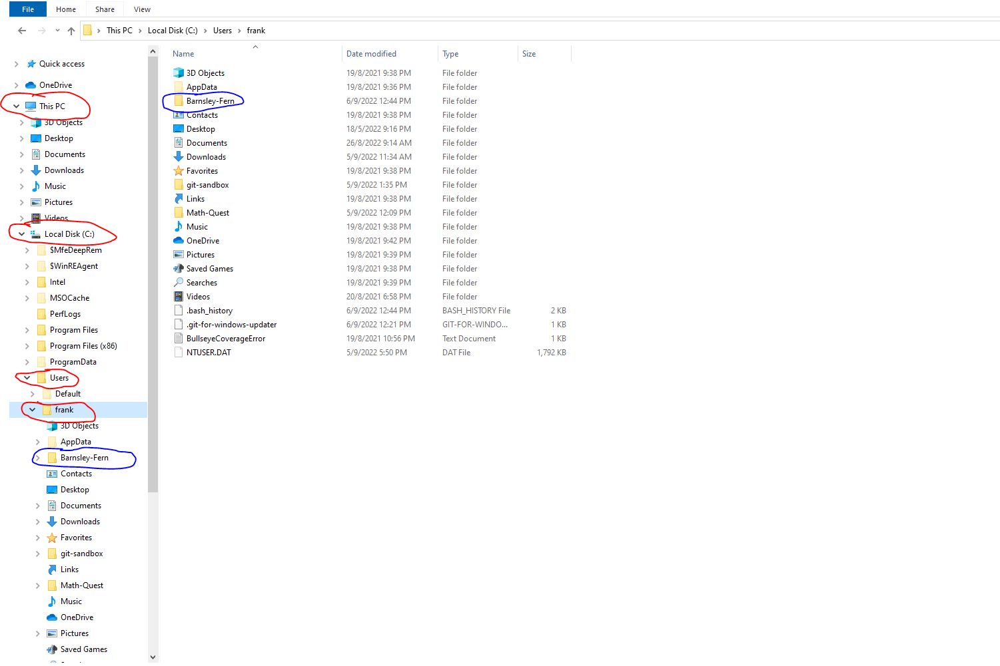 File Home Share View
This PC Local Disk (C:) Users frank
Quick access
OneDrive
This PC
3D Objects
Desktop
Documents
Downloads
Music
Pictures
Videos
Local Disk (C:)
$MfeDeepRem
$WinREAgent
Intel
MSOCache
PerfLogs
Program Files
Program Files (x86)
ProgramData
Users
Default
frank
3D Objects
AppData
Barnsley-Fern
Contacts
Desktop
Documents
Downloads
Favorites
git-sandbox
Links
Math-Quest
Music
OneDrive
Pictures
Saved Games
Name Date modified Type Size
3D Objects 19/8/2021 9:38 PM File folder
AppData 19/8/2021 9:36 PM File folder
Barnsley-Fern 6/9/2022 12:44 PM File folder
Contacts 19/8/2021 9:38 PM File folder
Desktop 18/5/2022 9:16 PM File folder
Documents 26/8/2022 9:14 AM File folder
Downloads 5/9/2022 11:34 AM File folder
Favorites 19/8/2021 9:38 PM File folder
git-sandbox 5/9/2022 1:35 PM File folder
Links 19/8/2021 9:38 PM File folder
Math-Quest 5/9/2022 12:09 PM File folder
Music 19/8/2021 9:38 PM File folder
OneDrive 19/8/2021 9:42 PM File folder
Pictures 19/8/2021 9:39 PM File folder
Saved Games 19/8/2021 9:38 PM File folder
Searches 19/8/2021 9:39 PM File folder
Videos 20/8/2021 6:58 PM File folder
.bash_history 6/9/2022 12:44 PM BASH_HISTORY File 2 KB
.git-for-windows-updater 6/9/2022 12:21 PM GIT-FOR-WINDO... 1 KB
BullseyeCoverageError 19/8/2021 10:56 PM Text Document 1 KB
NTUSER.DAT 5/9/2022 5:50 PM DAT File 1,792 KB